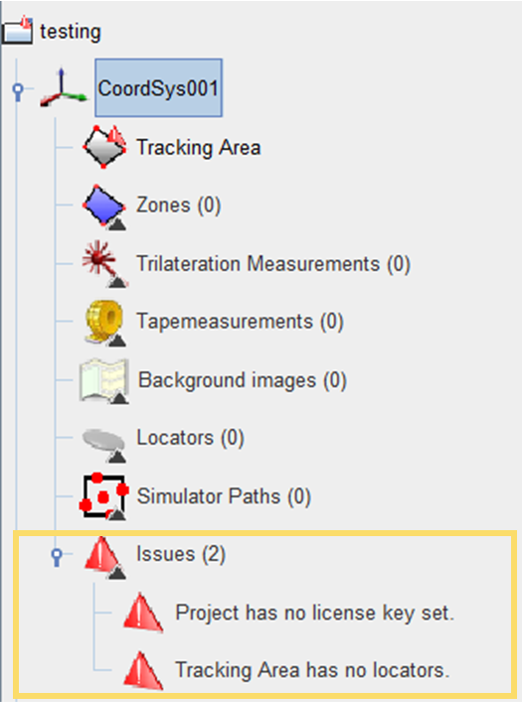 testing
CoordSys001
Tracking Area
Zones (0)
Trilateration Measurements (0)
Tapemeasurements (0)
Background images (0)
Locators (0)
Simulator Paths (0)
Issues (2)
Project has no license key set.
Tracking Area has no locators.